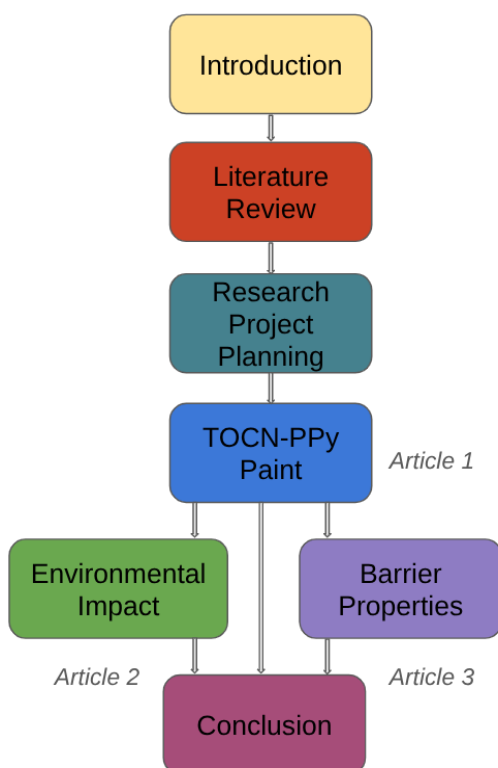 Introduction
Literature
Review
Research
Project
Planning
TOCN-PPy
Paint
Article 1
Environmental
Impact
Barrier
Properties
Article 2
Article 3
Conclusion